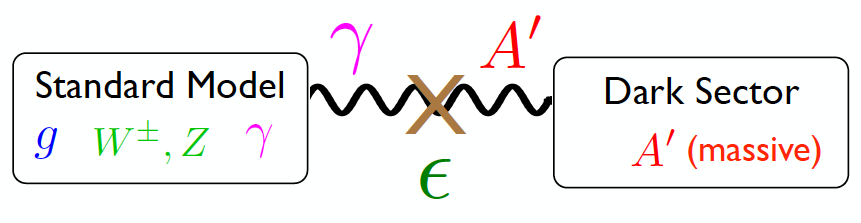 γ A′
Standard Model
Dark Sector
g W±, Z γ
A′ (massive)
ϵ